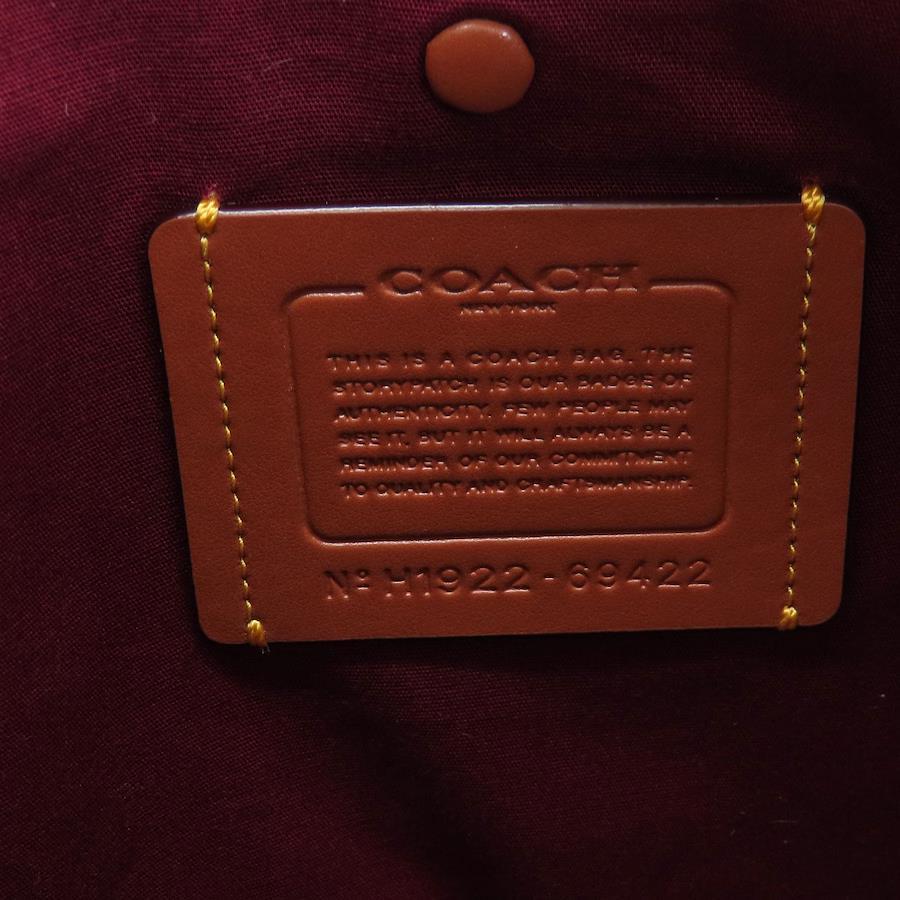 COACH
NEW YORK
THIS IS A COACH BAG. THE
STORYPATCH IS OUR BADGE OF
AUTHENTICITY. FEW PEOPLE MAY
SEE IT, BUT IT WILL ALWAYS BE A
REMINDER OF OUR COMMITMENT
TO QUALITY AND CRAFTSMANSHIP.
Nº H1922-69422